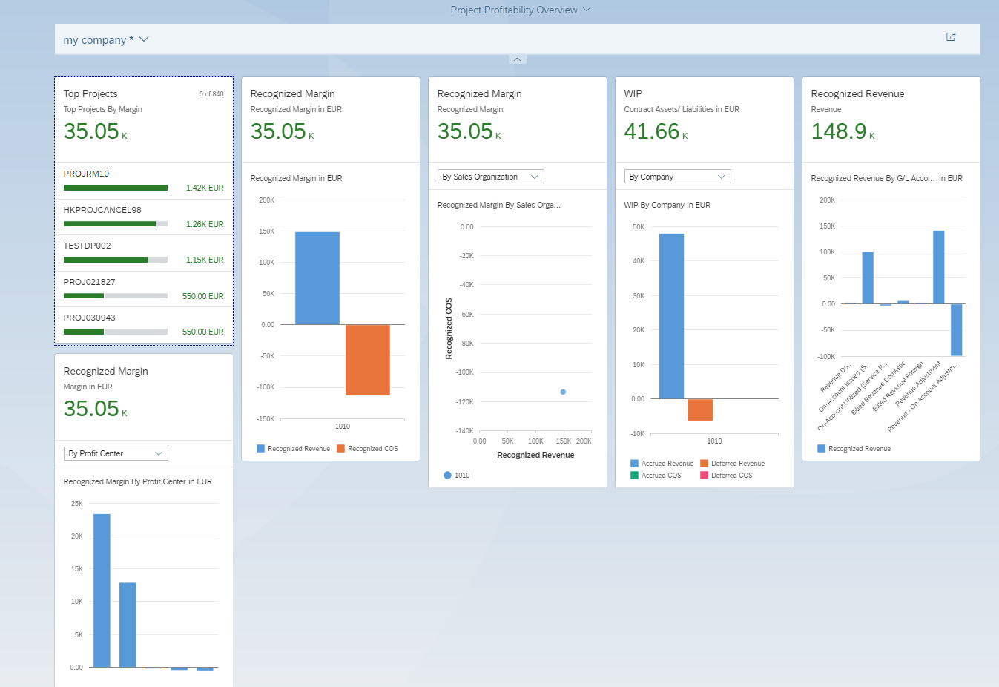 Project Profitability Overview
my company *
Top Projects
5 of 840
Top Projects By Margin
35.05 K
PROJRM10
1.42K EUR
HKPROJCANCEL98
1.26K EUR
TESTDP002
1.15K EUR
PROJ021827
550.00 EUR
PROJ030943
550.00 EUR
Recognized Margin
Margin in EUR
35.05 K
By Profit Center
Recognized Margin By Profit Center in EUR
25K
20K
15K
10K
5K
0.00
Recognized Margin
Recognized Margin in EUR
35.05 K
Recognized Margin in EUR
200K
150K
100K
50K
0.00
-50K
-100K
-150K
1010
Recognized Revenue
Recognized COS
Recognized Margin
Recognized Margin
35.05 K
By Sales Organization
Recognized Margin By Sales Orga...
Recognized COS
0.00
-20K
-40K
-60K
-80K
-100K
-120K
-140K
0.00 50K 100K 150K 200K
Recognized Revenue
1010
WIP
Contract Assets/ Liabilities in EUR
41.66 K
By Company
WIP By Company in EUR
50K
40K
30K
20K
10K
0.00
-10K
1010
Accrued Revenue
Deferred Revenue
Accrued COS
Deferred COS
Recognized Revenue
Revenue
148.9 K
Recognized Revenue By G/L Acco... in EUR
200K
150K
100K
50K
0.00
-50K
-100K
Revenue Do...
On-Account Issued (S...
On-Account Utilized (Service P...
Billed Revenue Domestic
Billed Revenue Foreign
Revenue Adjustment
Revenue - On Account Adjustm...
Recognized Revenue